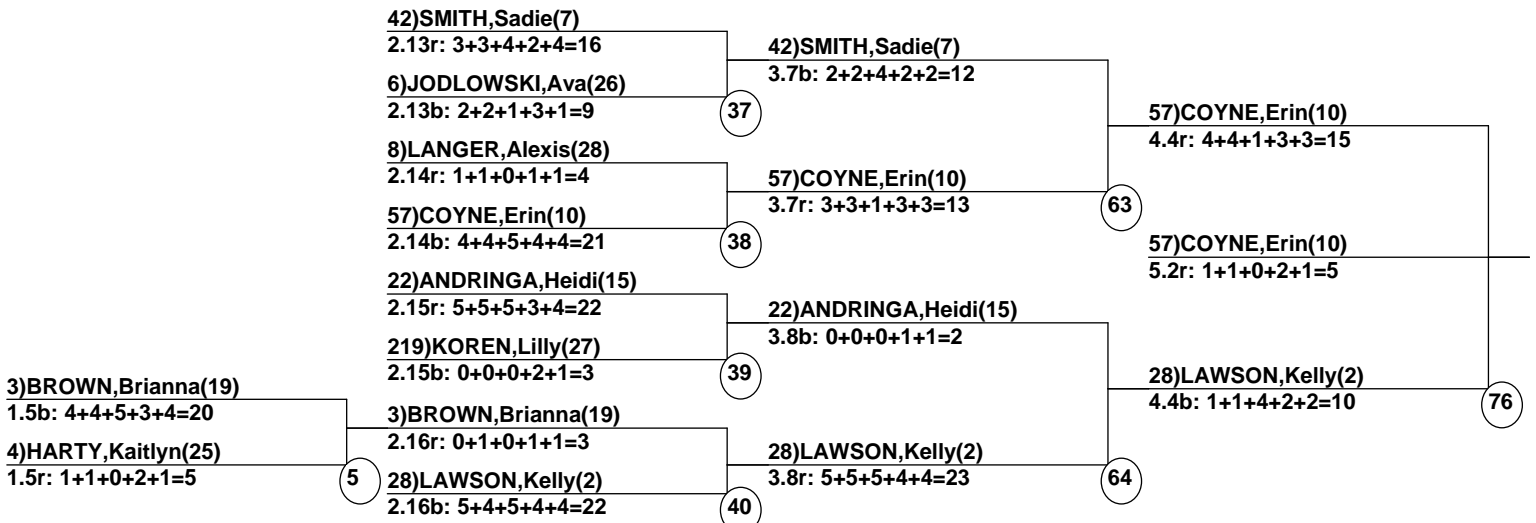 42)SMITH,Sadie(7)
2.13r: 3+3+4+2+4=16
6)JODLOWSKI,Ava(26)
2.13b: 2+2+1+3+1=9
37
8)LANGER,Alexis(28)
2.14r: 1+1+0+1+1=4
57)COYNE,Erin(10)
2.14b: 4+4+5+4+4=21
38
22)ANDRINGA,Heidi(15)
2.15r: 5+5+5+3+4=22
219)KOREN,Lilly(27)
2.15b: 0+0+0+2+1=3
39
3)BROWN,Brianna(19)
1.5b: 4+4+5+3+4=20
4)HARTY,Kaitlyn(25)
1.5r: 1+1+0+2+1=5
5
3)BROWN,Brianna(19)
2.16r: 0+1+0+1+1=3
28)LAWSON,Kelly(2)
2.16b: 5+4+5+4+4=22
40
42)SMITH,Sadie(7)
3.7b: 2+2+4+2+2=12
57)COYNE,Erin(10)
3.7r: 3+3+1+3+3=13
63
22)ANDRINGA,Heidi(15)
3.8b: 0+0+0+1+1=2
28)LAWSON,Kelly(2)
3.8r: 5+5+5+4+4=23
64
57)COYNE,Erin(10)
4.4r: 4+4+1+3+3=15
57)COYNE,Erin(10)
5.2r: 1+1+0+2+1=5
28)LAWSON,Kelly(2)
4.4b: 1+1+4+2+2=10
76